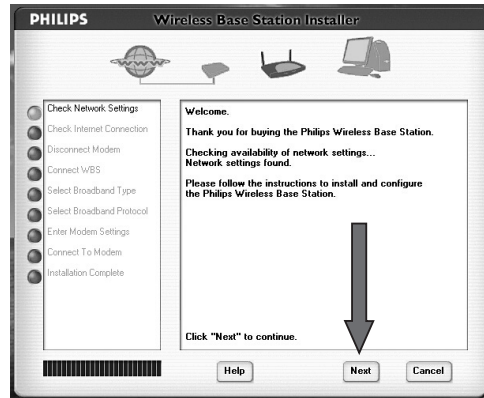 PHILIPS Wireless Base Station Installer
Check Network Settings
Check Internet Connection
Disconnect Modem
Connect WBS
Select Broadband Type
Select Broadband Protocol
Enter Modem Settings
Connect To Modem
Installation Complete
Welcome.
Thank you for buying the Philips Wireless Base Station.
Checking availability of network settings...
Network settings found.
Please follow the instructions to install and configure
the Philips Wireless Base Station.
Click "Next" to continue.
Help Next Cancel